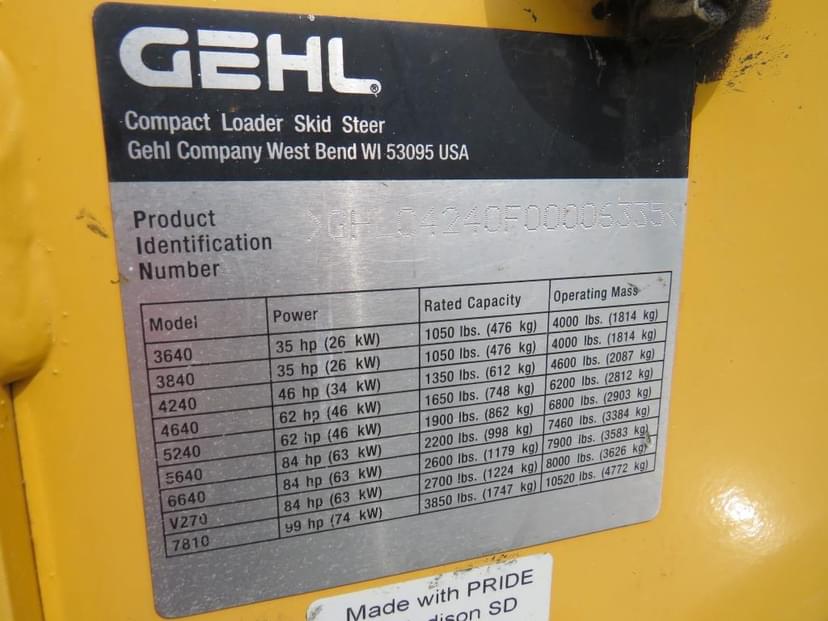 GEHL®
Compact Loader Skid Steer
Gehl Company West Bend WI 53095 USA
Product
Identification
Number
>GHL04240F00006335<
Model Power Rated Capacity Operating Mass
3640 35 hp (26 kW) 1050 lbs. (476 kg) 4000 lbs. (1814 kg)
3840 35 hp (26 kW) 1050 lbs. (476 kg) 4000 lbs. (1814 kg)
4240 46 hp (34 kW) 1350 lbs. (612 kg) 4600 lbs. (2087 kg)
4640 62 hp (46 kW) 1650 lbs. (748 kg) 6200 lbs. (2812 kg)
5240 62 hp (46 kW) 1900 lbs. (862 kg) 6800 lbs. (2903 kg)
5640 84 hp (63 kW) 2200 lbs. (998 kg) 7460 lbs. (3384 kg)
6640 84 hp (63 kW) 2600 lbs. (1179 kg) 7900 lbs. (3583 kg)
V270 84 hp (63 kW) 2700 lbs. (1224 kg) 8000 lbs. (3626 kg)
7810 99 hp (74 kW) 3850 lbs. (1747 kg) 10520 lbs. (4772 kg)
Made with PRIDE
dison SD